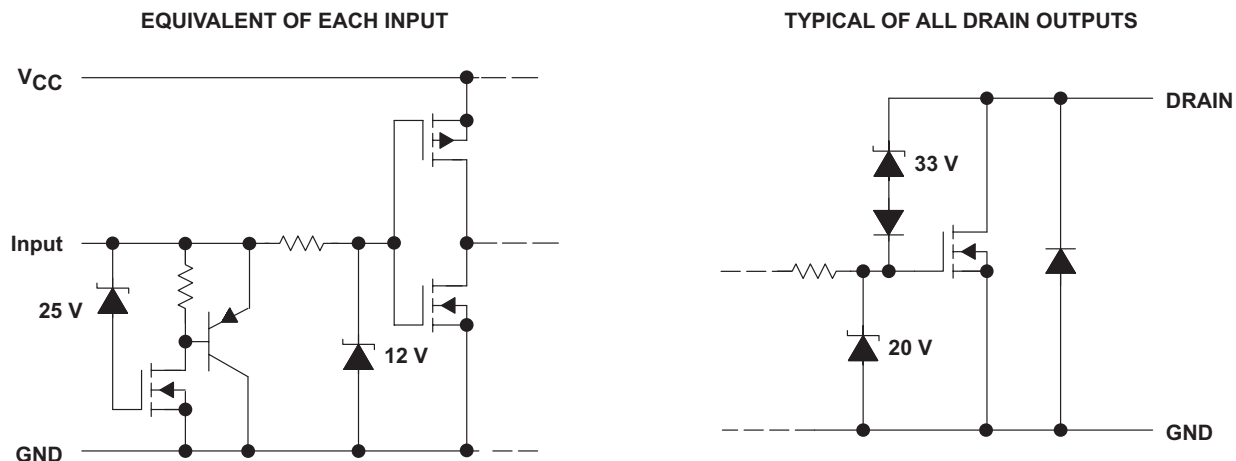 EQUIVALENT OF EACH INPUT
TYPICAL OF ALL DRAIN OUTPUTS
VCC
DRAIN
33 V
Input
25 V
12 V
20 V
GND
GND